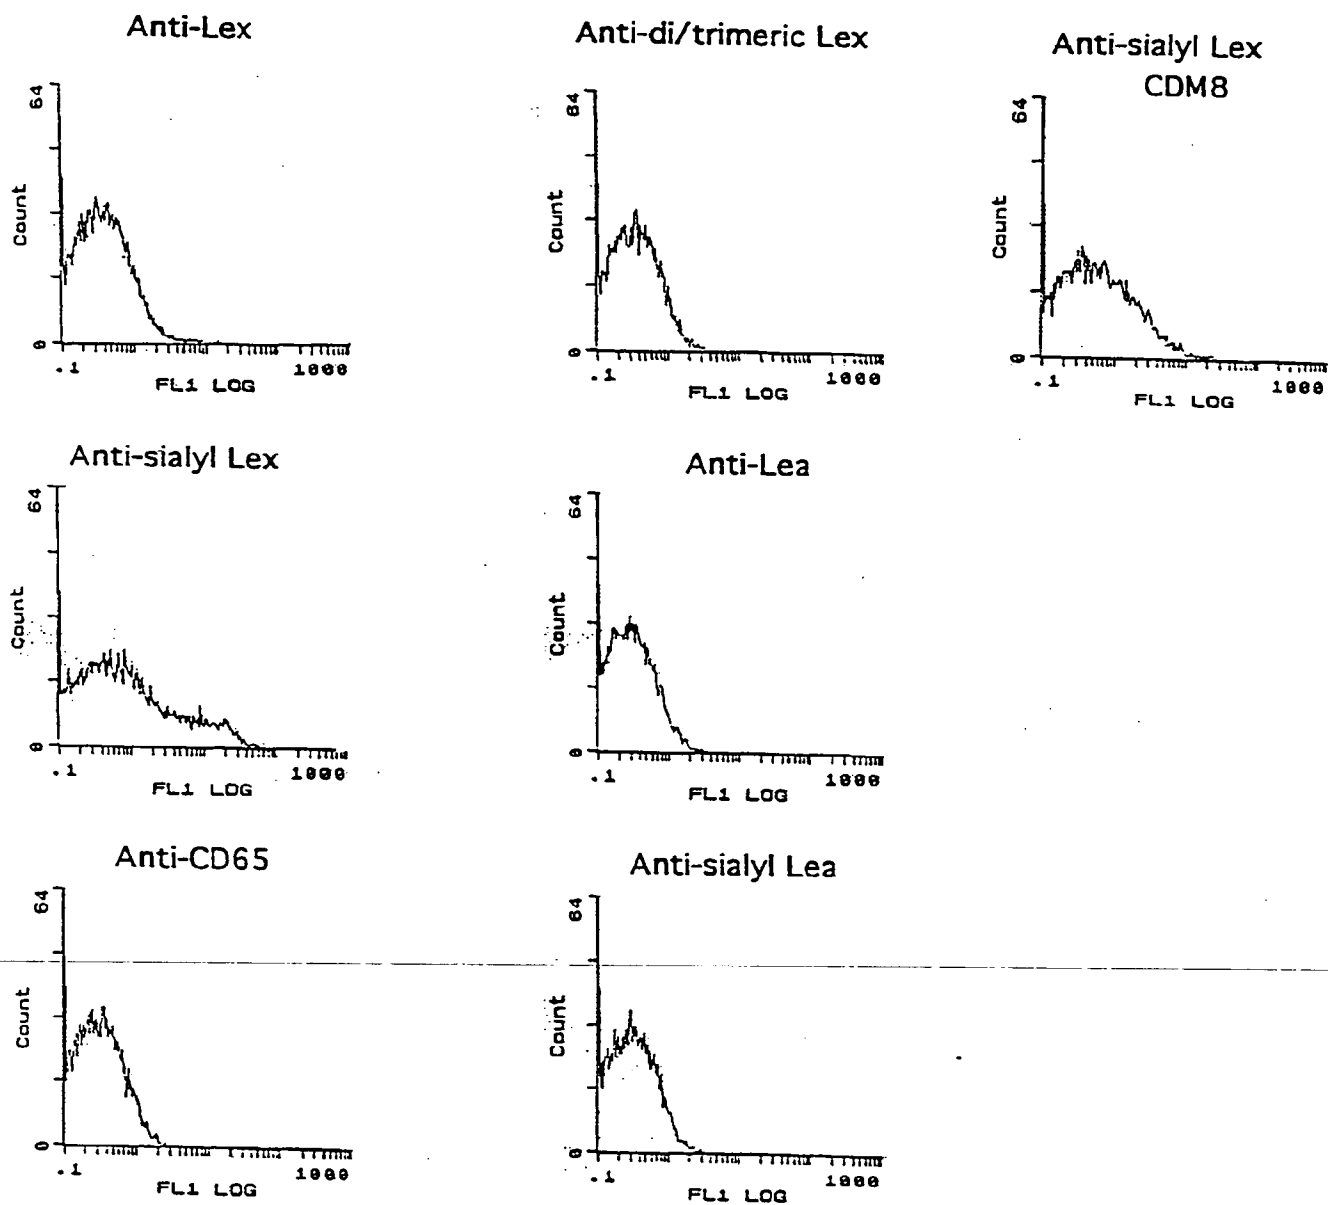 Anti-Lex
64
Count
0
.1
1000
FL1 LOG
Anti-di/trimeric Lex
64
Count
0
.1
1000
FL1 LOG
Anti-sialyl Lex
CDM8
64
Count
0
.1
1000
FL1 LOG
Anti-sialyl Lex
64
Count
0
.1
1000
FL1 LOG
Anti-Lea
64
Count
0
.1
1000
FL1 LOG
Anti-CD65
64
Count
0
.1
1000
FL1 LOG
Anti-sialyl Lea
64
Count
0
.1
1000
FL1 LOG